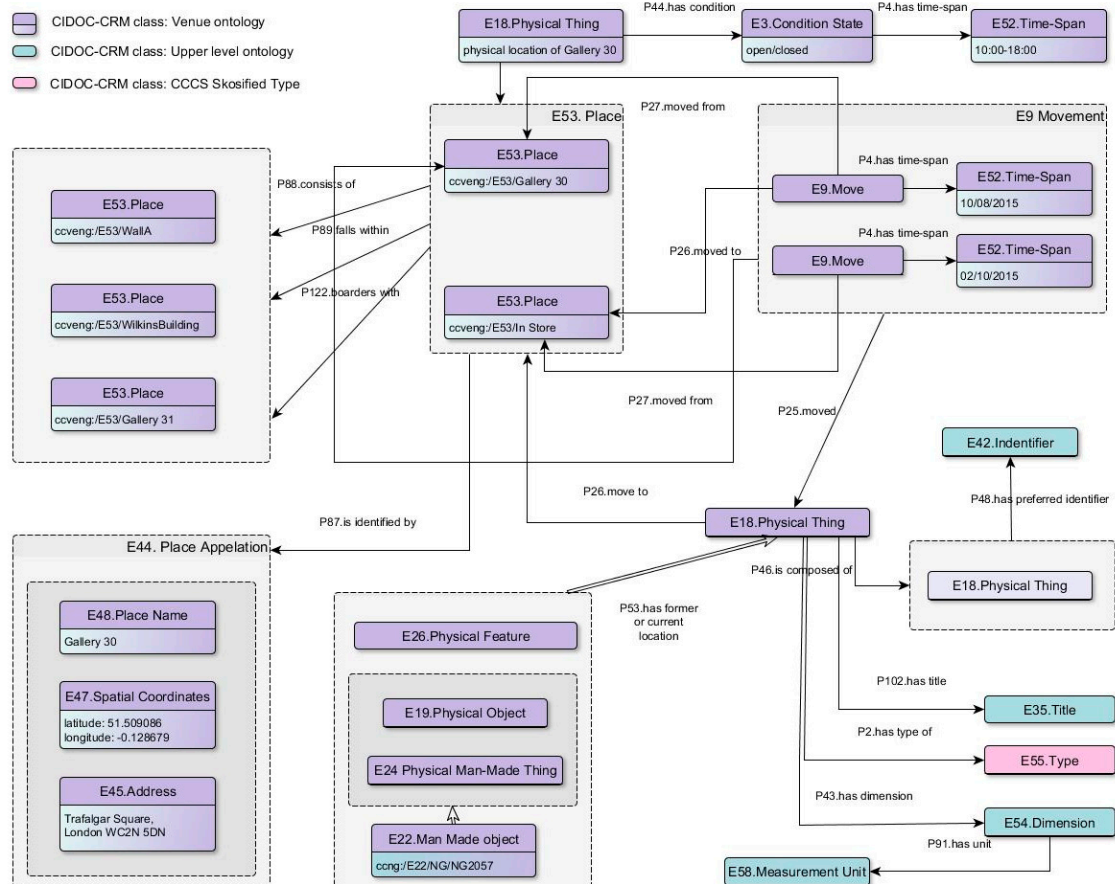 CIDOC-CRM class: Venue ontology
CIDOC-CRM class: Upper level ontology
CIDOC-CRM class: CCCS Skosified Type
E18.Physical Thing
physical location of Gallery 30
P44.has condition
E3.Condition State
open/closed
P4.has time-span
E52.Time-Span
10:00-18:00
E53. Place
P27.moved from
E9 Movement
E53.Place
ccveng:/E53/Gallery 30
P4.has time-span
E9.Move
E52.Time-Span
10/08/2015
P88.consists of
E53.Place
ccveng:/E53/WallA
P89.falls within
P4.has time-span
P26.moved to
E9.Move
E52.Time-Span
02/10/2015
E53.Place
ccveng:/E53/WilkinsBuilding
P122.boarders with
E53.Place
ccveng:/E53/In Store
E53.Place
ccveng:/E53/Gallery 31
P27.moved from
P25.moved
E42.Indentifier
P26.move to
P48.has preferred identifier
P87.is identified by
E18.Physical Thing
E44. Place Appelation
P46.is composed of
E18.Physical Thing
E48.Place Name
Gallery 30
P53.has former
or current
location
E26.Physical Feature
E47.Spatial Coordinates
latitude: 51.509086
longitude: -0.128679
E19.Physical Object
P102.has title
E35.Title
P2.has type of
E55.Type
E24 Physical Man-Made Thing
E45.Address
Trafalgar Square,
London WC2N 5DN
P43.has dimension
E54.Dimension
E22.Man Made object
ccng:/E22/NG/NG2057
P91.has unit
E58.Measurement Unit